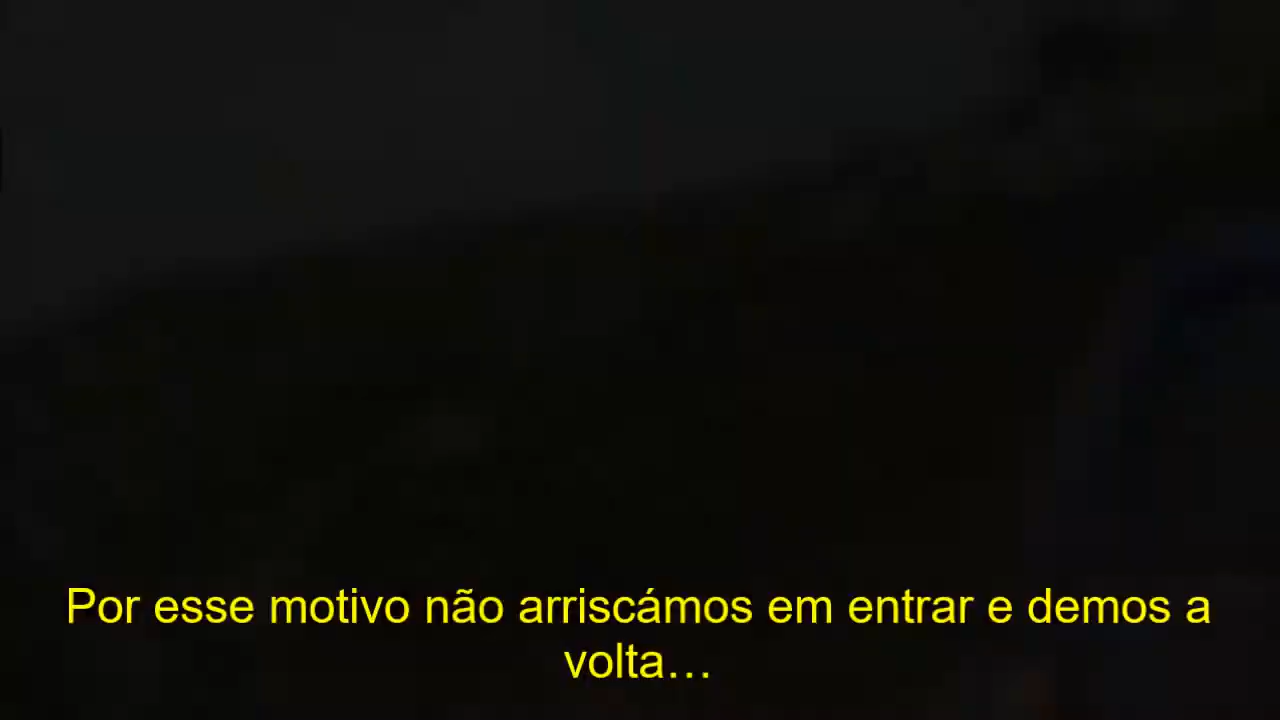 Por esse motivo não arriscámos em entrar e demos a
volta…